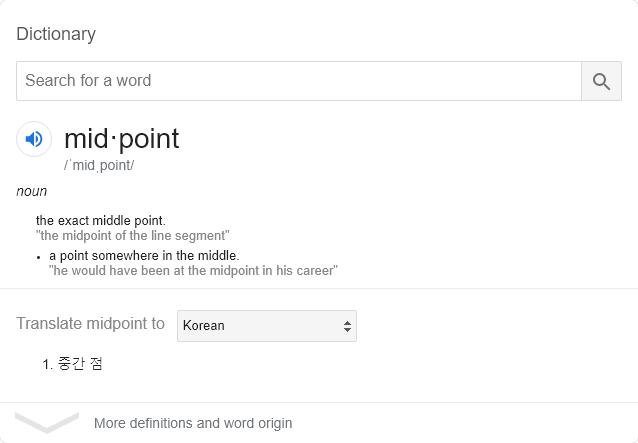 Dictionary
Search for a word
mid·point
/ˈmidˌpoint/
noun
the exact middle point.
"the midpoint of the line segment"
• a point somewhere in the middle.
"he would have been at the midpoint in his career"
Translate midpoint to Korean
1. 중간 점
More definitions and word origin